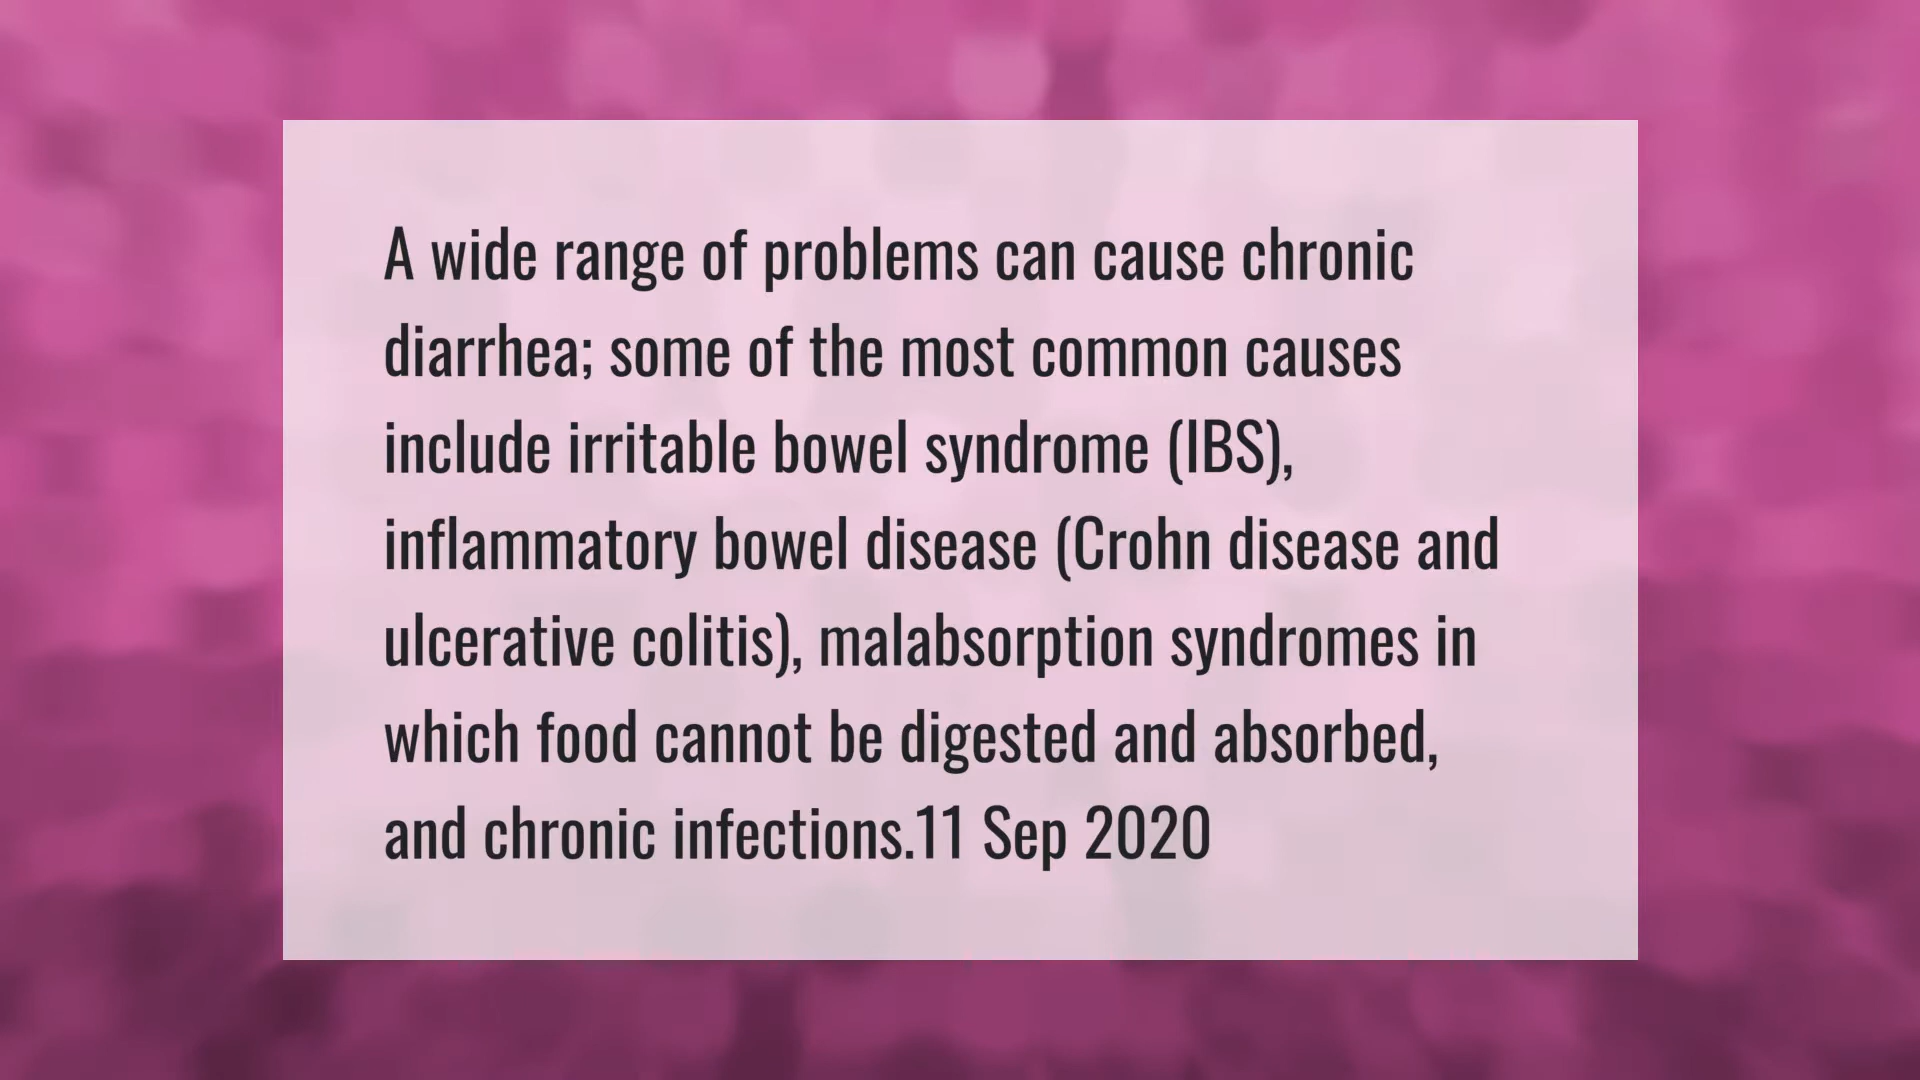 A wide range of problems can cause chronic
diarrhea; some of the most common causes
include irritable bowel syndrome (IBS),
inflammatory bowel disease (Crohn disease and
ulcerative colitis), malabsorption syndromes in
which food cannot be digested and absorbed,
and chronic infections.11 Sep 2020